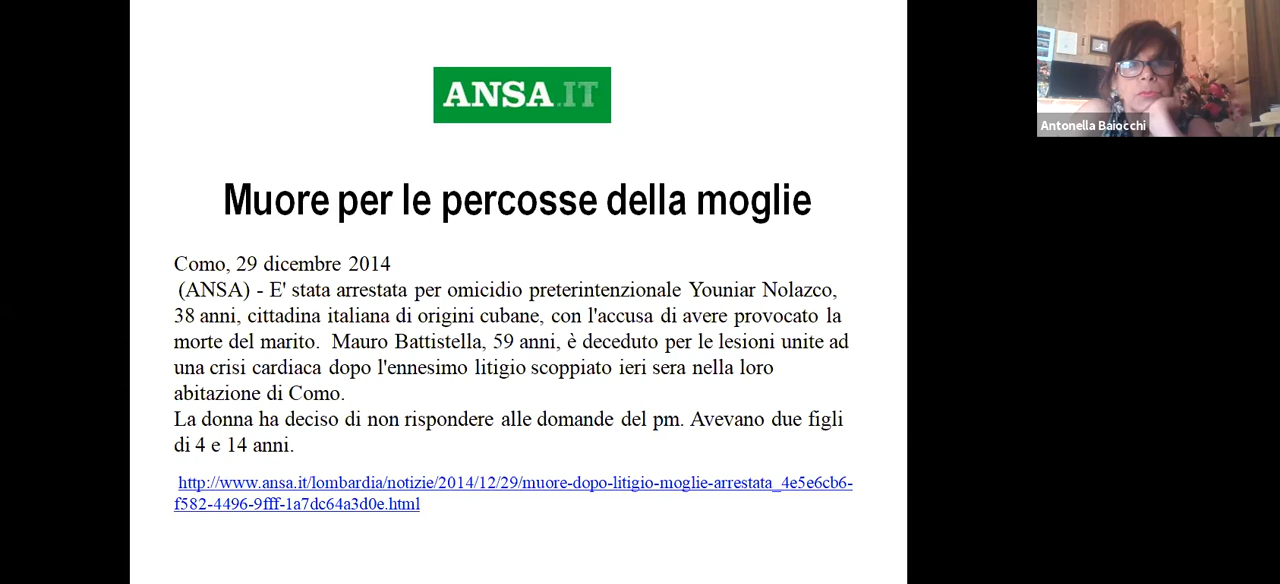 ANSA.IT
Muore per le percosse della moglie
Como, 29 dicembre 2014
(ANSA) - E' stata arrestata per omicidio preterintenzionale Youniar Nolazco,
38 anni, cittadina italiana di origini cubane, con l'accusa di avere provocato la
morte del marito. Mauro Battistella, 59 anni, è deceduto per le lesioni unite ad
una crisi cardiaca dopo l'ennesimo litigio scoppiato ieri sera nella loro
abitazione di Como.
La donna ha deciso di non rispondere alle domande del pm. Avevano due figli
di 4 e 14 anni.
http://www.ansa.it/lombardia/notizie/2014/12/29/muore-dopo-litigio-moglie-arrestata_4e5e6cb6-
f582-4496-9fff-1a7dc64a3d0e.html
Antonella Baiocchi